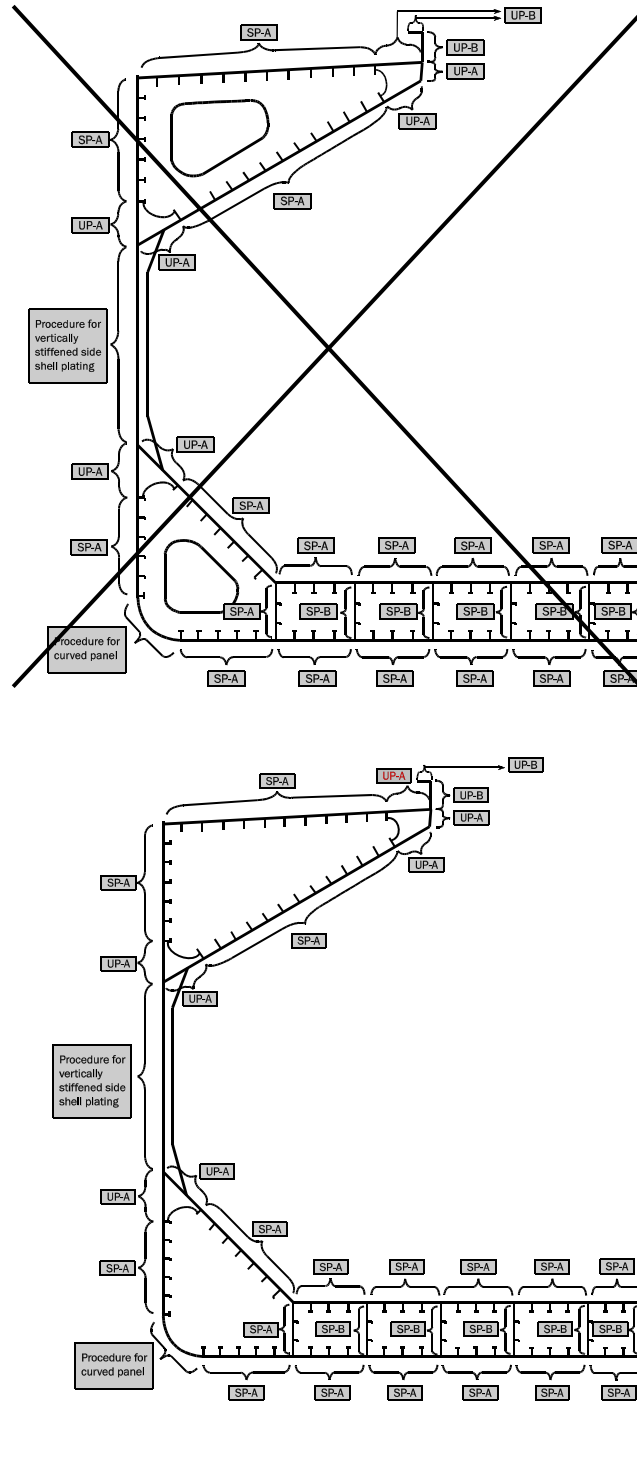 UP-B
SP-A
UP-B
UP-A
UP-A
SP-A
SP-A
UP-A
UP-A
Procedure for
vertically
stiffened side
shell plating
UP-A
UP-A
SP-A
SP-A
SP-A
SP-A
SP-A
SP-A
SP-A
SP-A
SP-B
SP-B
SP-B
SP-B
SP-B
Procedure for
curved panel
SP-A
SP-A
SP-A
SP-A
SP-A
SP-A
UP-B
UP-A
SP-A
UP-B
UP-A
UP-A
SP-A
SP-A
UP-A
UP-A
Procedure for
vertically
stiffened side
shell plating
UP-A
UP-A
SP-A
SP-A
SP-A
SP-A
SP-A
SP-A
SP-A
SP-A
SP-B
SP-B
SP-B
SP-B
Procedure for
curved panel
SP-A
SP-A
SP-A
SP-A
SP-A
SP-A